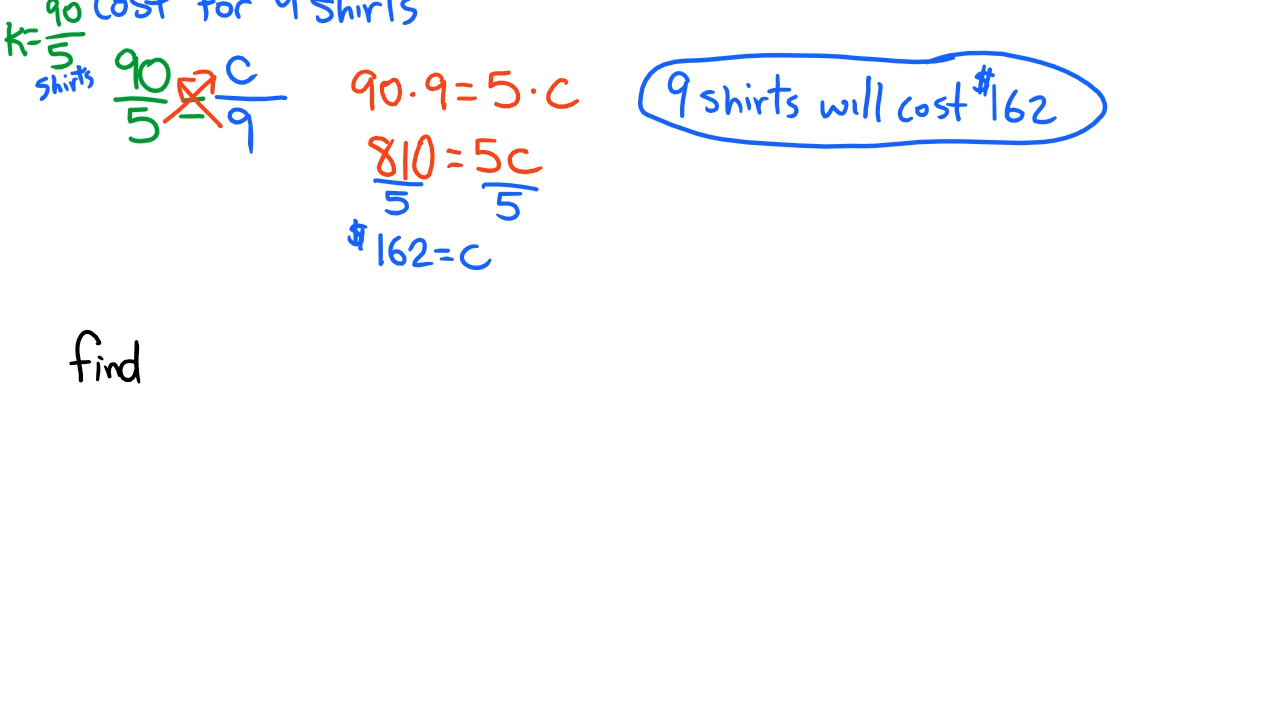 K=90/5 cost for 9 shirts
shirts
90/5 = c/9
90·9=5·c
810=5c
5 5
$162=c
9 shirts will cost $162
find